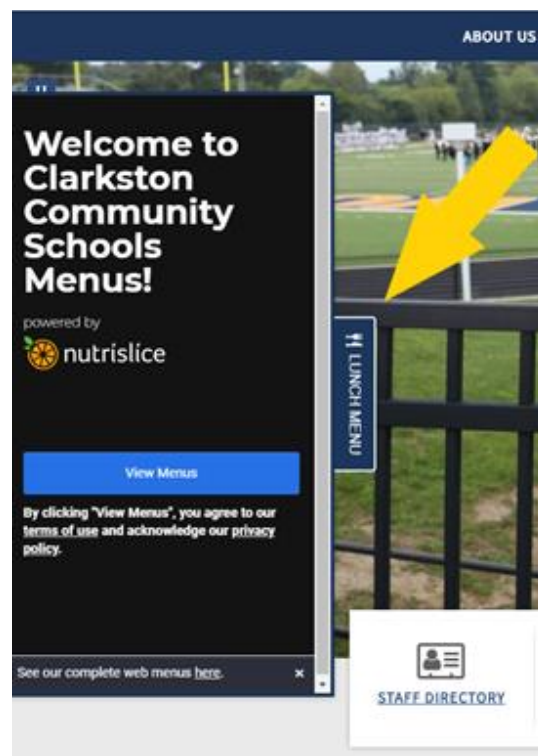 ABOUT US
Welcome to
Clarkston
Community
Schools
Menus!
powered by
nutrislice
LUNCH MENU
View Menus
By clicking "View Menus", you agree to our
terms of use and acknowledge our privacy
policy.
See our complete web menus here. ×
STAFF DIRECTORY